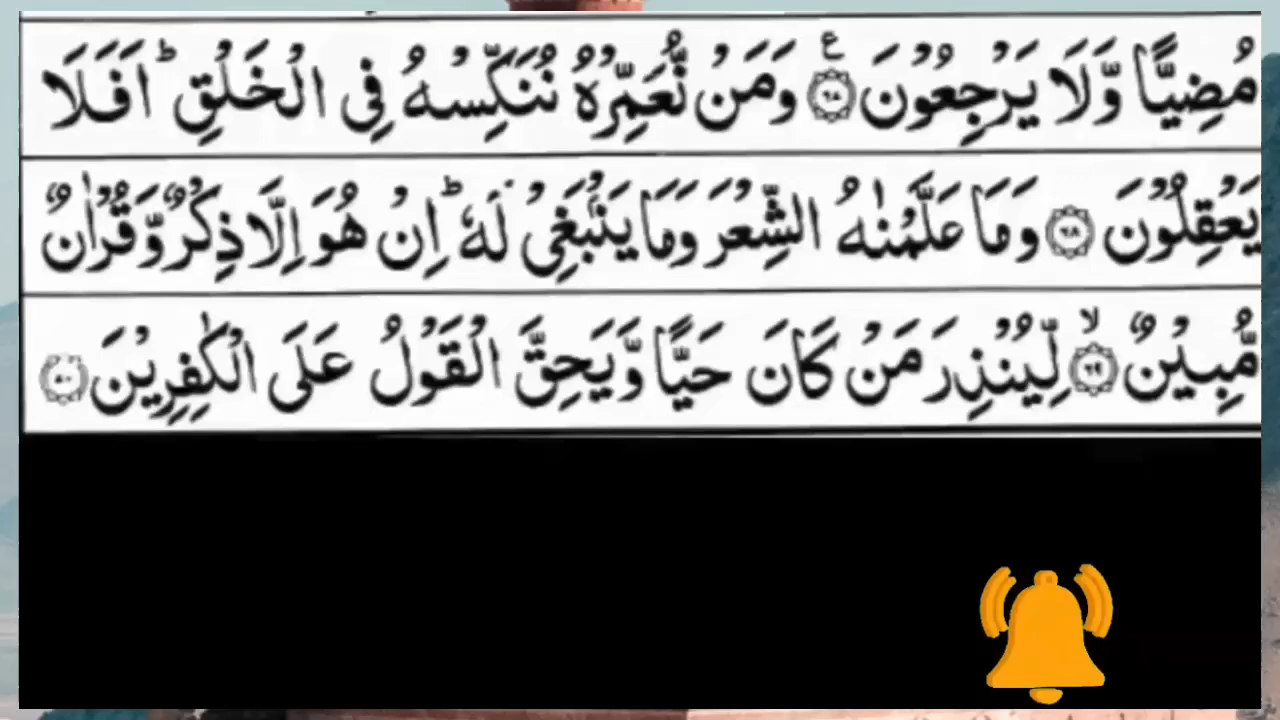 مُضِيًّا وَّلَا يَرْجِعُوْنَ ۝٦٧ ع وَمَنْ نُّعَمِّرْهُ نُنَكِّسْهُ فِى الْخَلْقِ ؕ اَفَلَا
يَعْقِلُوْنَ ۝٦٨ وَمَا عَلَّمْنٰهُ الشِّعْرَ وَمَا يَنْۢبَغِىْ لَهٗ ؕ اِنْ هُوَ اِلَّا ذِكْرٌ وَّقُرْاٰنٌ
مُّبِيْنٌ ۙ۝٦٩ لِّيُنْذِرَ مَنْ كَانَ حَيًّا وَّيَحِقَّ الْقَوْلُ عَلَى الْكٰفِرِيْنَ ۝٧٠